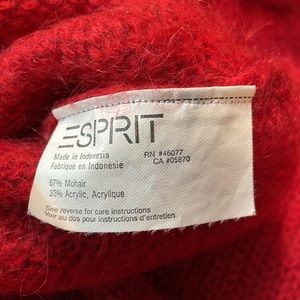 ESPRIT
Made in Indonesia
Fabriqué en Indonésie
RN #46077
CA #05870
67% Mohair
33% Acrylic, Acrylique
See reverse for care instructions
Voir au dos pour instructions d'entretien